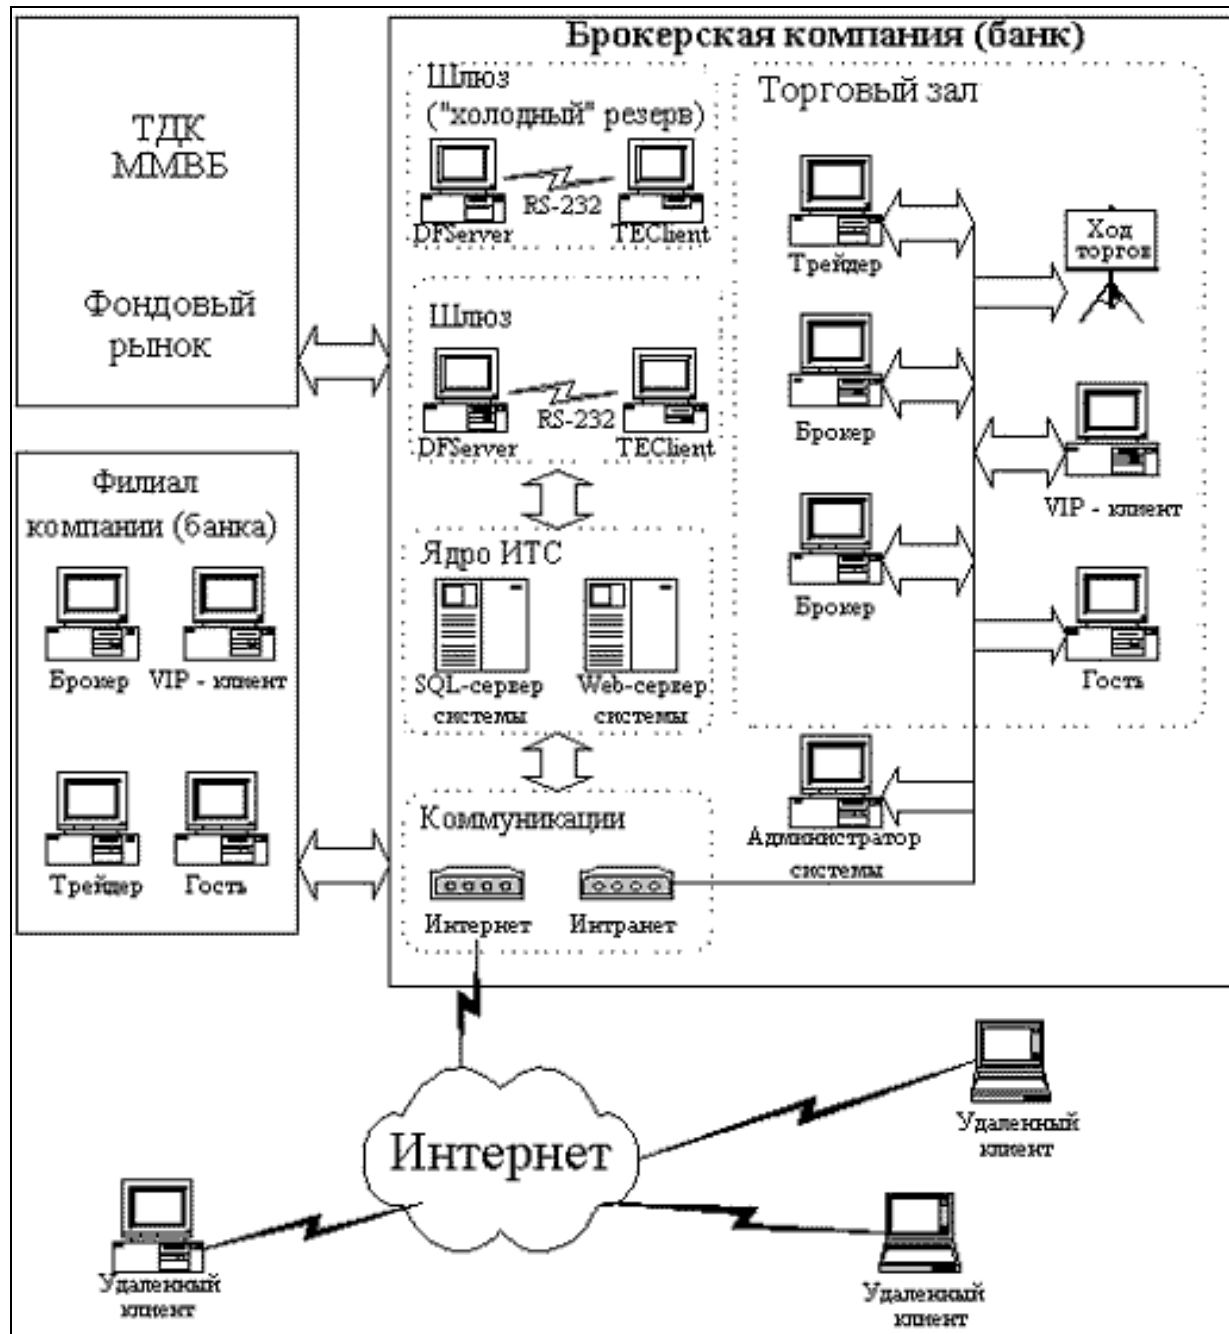 Брокерская компания (банк)
ТДК
ММВБ
Фондовый
рынок
Филиал
компании (банка)
Брокер
VIP - клиент
Трейдер
Гость
Шлюз
("холодный" резерв)
RS-232
DFServer
TEClient
Шлюз
RS-232
DFServer
TEClient
Ядро ИТС
SQL-сервер
системы
Web-сервер
системы
Коммуникации
Интернет
Интранет
Торговый зал
Трейдер
Ход
торгов
Брокер
VIP - клиент
Брокер
Гость
Администратор
системы
Интернет
Удаленный
клиент
Удаленный
клиент
Удаленный
клиент